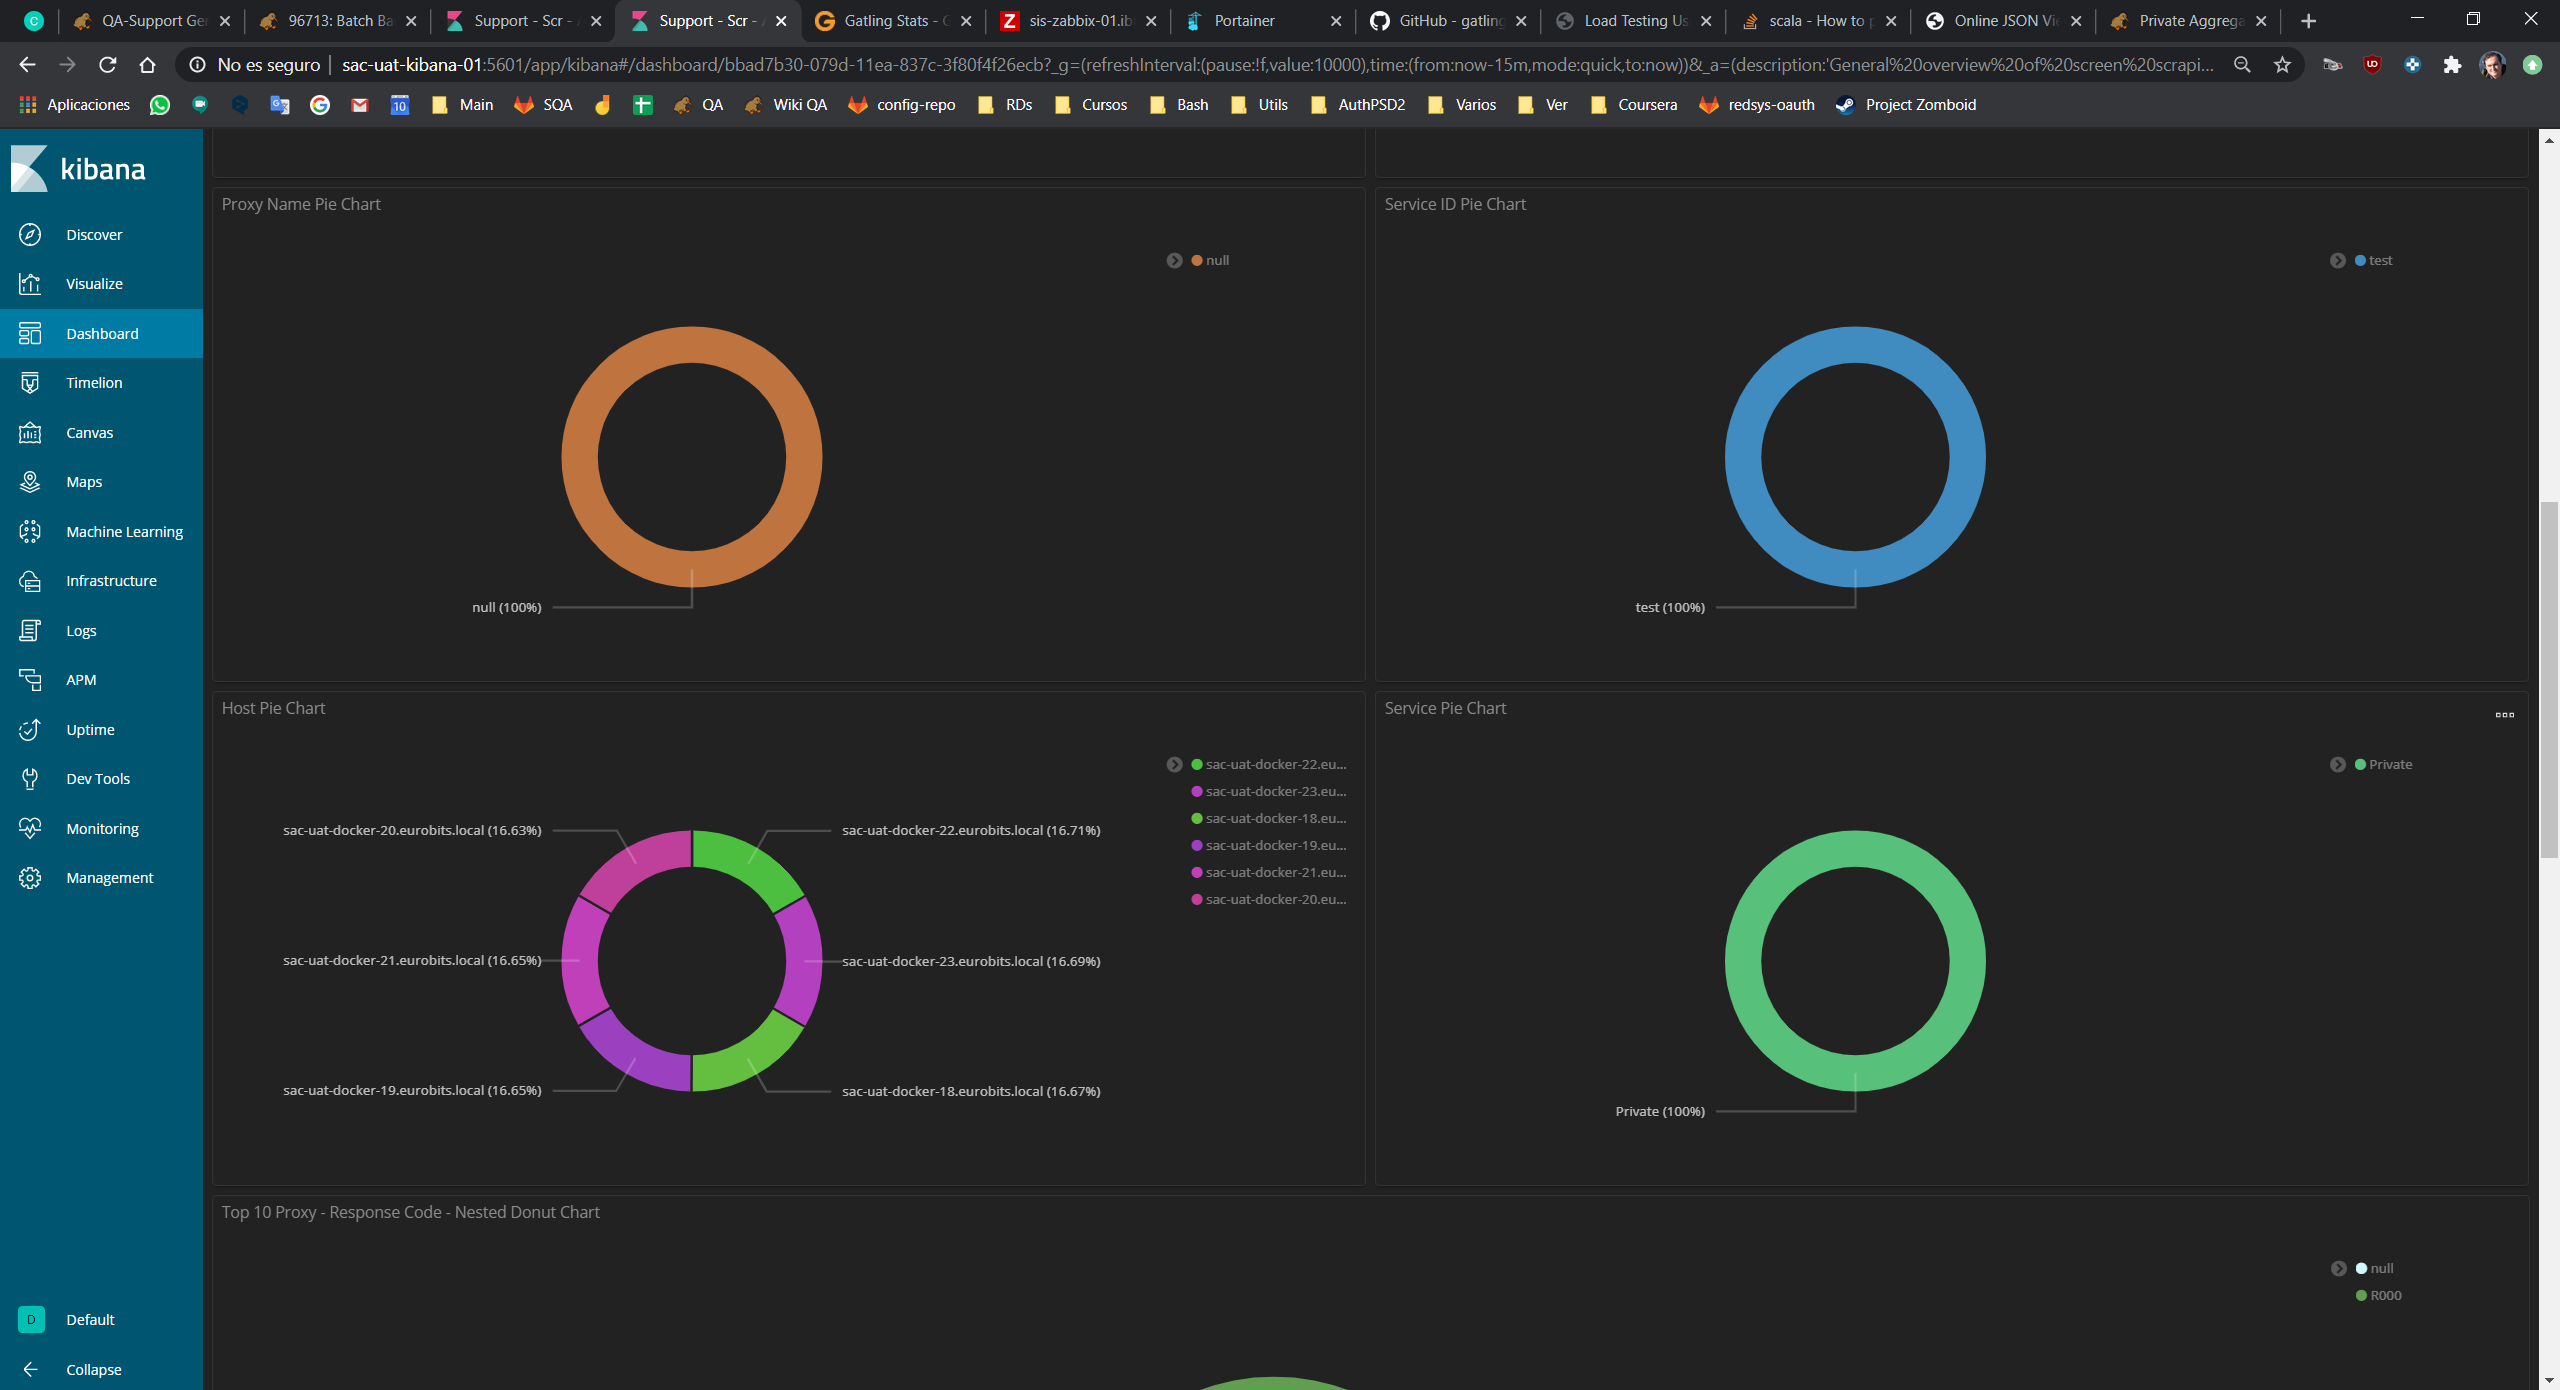 QA-Support Ge
96713: Batch Ba
Support - Scr -
Support - Scr -
Gatling Stats - G
sis-zabbix-01.ib
Portainer
GitHub - gatling
Load Testing Us
scala - How to p
Online JSON Vie
Private Aggrega
No es seguro
sac-uat-kibana-01:5601/app/kibana#/dashboard/bbad7b30-079d-11ea-837c-3f80f4f26ecb?_g=(refreshInterval:(pause:!f,value:10000),time:(from:now-15m,mode:quick,to:now))&_a=(description:'General%20overview%20of%20screen%20scrapi...
Aplicaciones
10
Main
SQA
QA
Wiki QA
config-repo
RDs
Cursos
Bash
Utils
AuthPSD2
Varios
Ver
Coursera
redsys-oauth
Project Zomboid
kibana
Discover
Visualize
Dashboard
Timelion
Canvas
Maps
Machine Learning
Infrastructure
Logs
APM
Uptime
Dev Tools
Monitoring
Management
D Default
Collapse
Proxy Name Pie Chart
null
null (100%)
Service ID Pie Chart
test
test (100%)
Host Pie Chart
sac-uat-docker-22.eu...
sac-uat-docker-23.eu...
sac-uat-docker-18.eu...
sac-uat-docker-19.eu...
sac-uat-docker-21.eu...
sac-uat-docker-20.eu...
sac-uat-docker-20.eurobits.local (16.63%)
sac-uat-docker-22.eurobits.local (16.71%)
sac-uat-docker-21.eurobits.local (16.65%)
sac-uat-docker-23.eurobits.local (16.69%)
sac-uat-docker-19.eurobits.local (16.65%)
sac-uat-docker-18.eurobits.local (16.67%)
Service Pie Chart
Private
Private (100%)
Top 10 Proxy - Response Code - Nested Donut Chart
null
R000